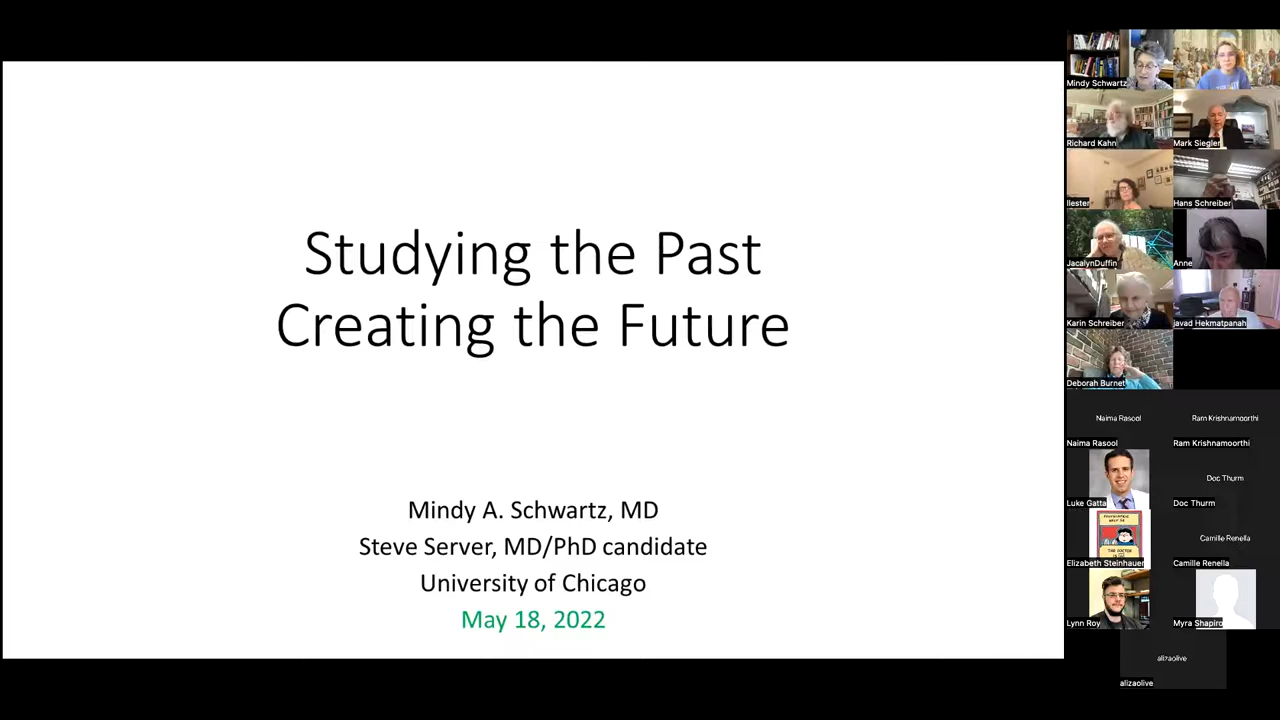 Studying the Past
Creating the Future
Mindy A. Schwartz, MD
Steve Server, MD/PhD candidate
University of Chicago
May 18, 2022
Mindy Schwartz
Richard Kahn
Mark Siegler
llester
Hans Schreiber
JacalynDuffin
Anne
Karin Schreiber
javad Hekmatpanah
Deborah Burnet
Naima Rasool
Ram Krishnamoorthi
Naima Rasool
Ram Krishnamoorthi
Doc Thurm
Luke Gatta
Doc Thurm
THE DOCTOR
Camille Renella
Elizabeth Steinhauer
Camille Renella
Lynn Roy
Myra Shapiro
alizaolive
alizaolive